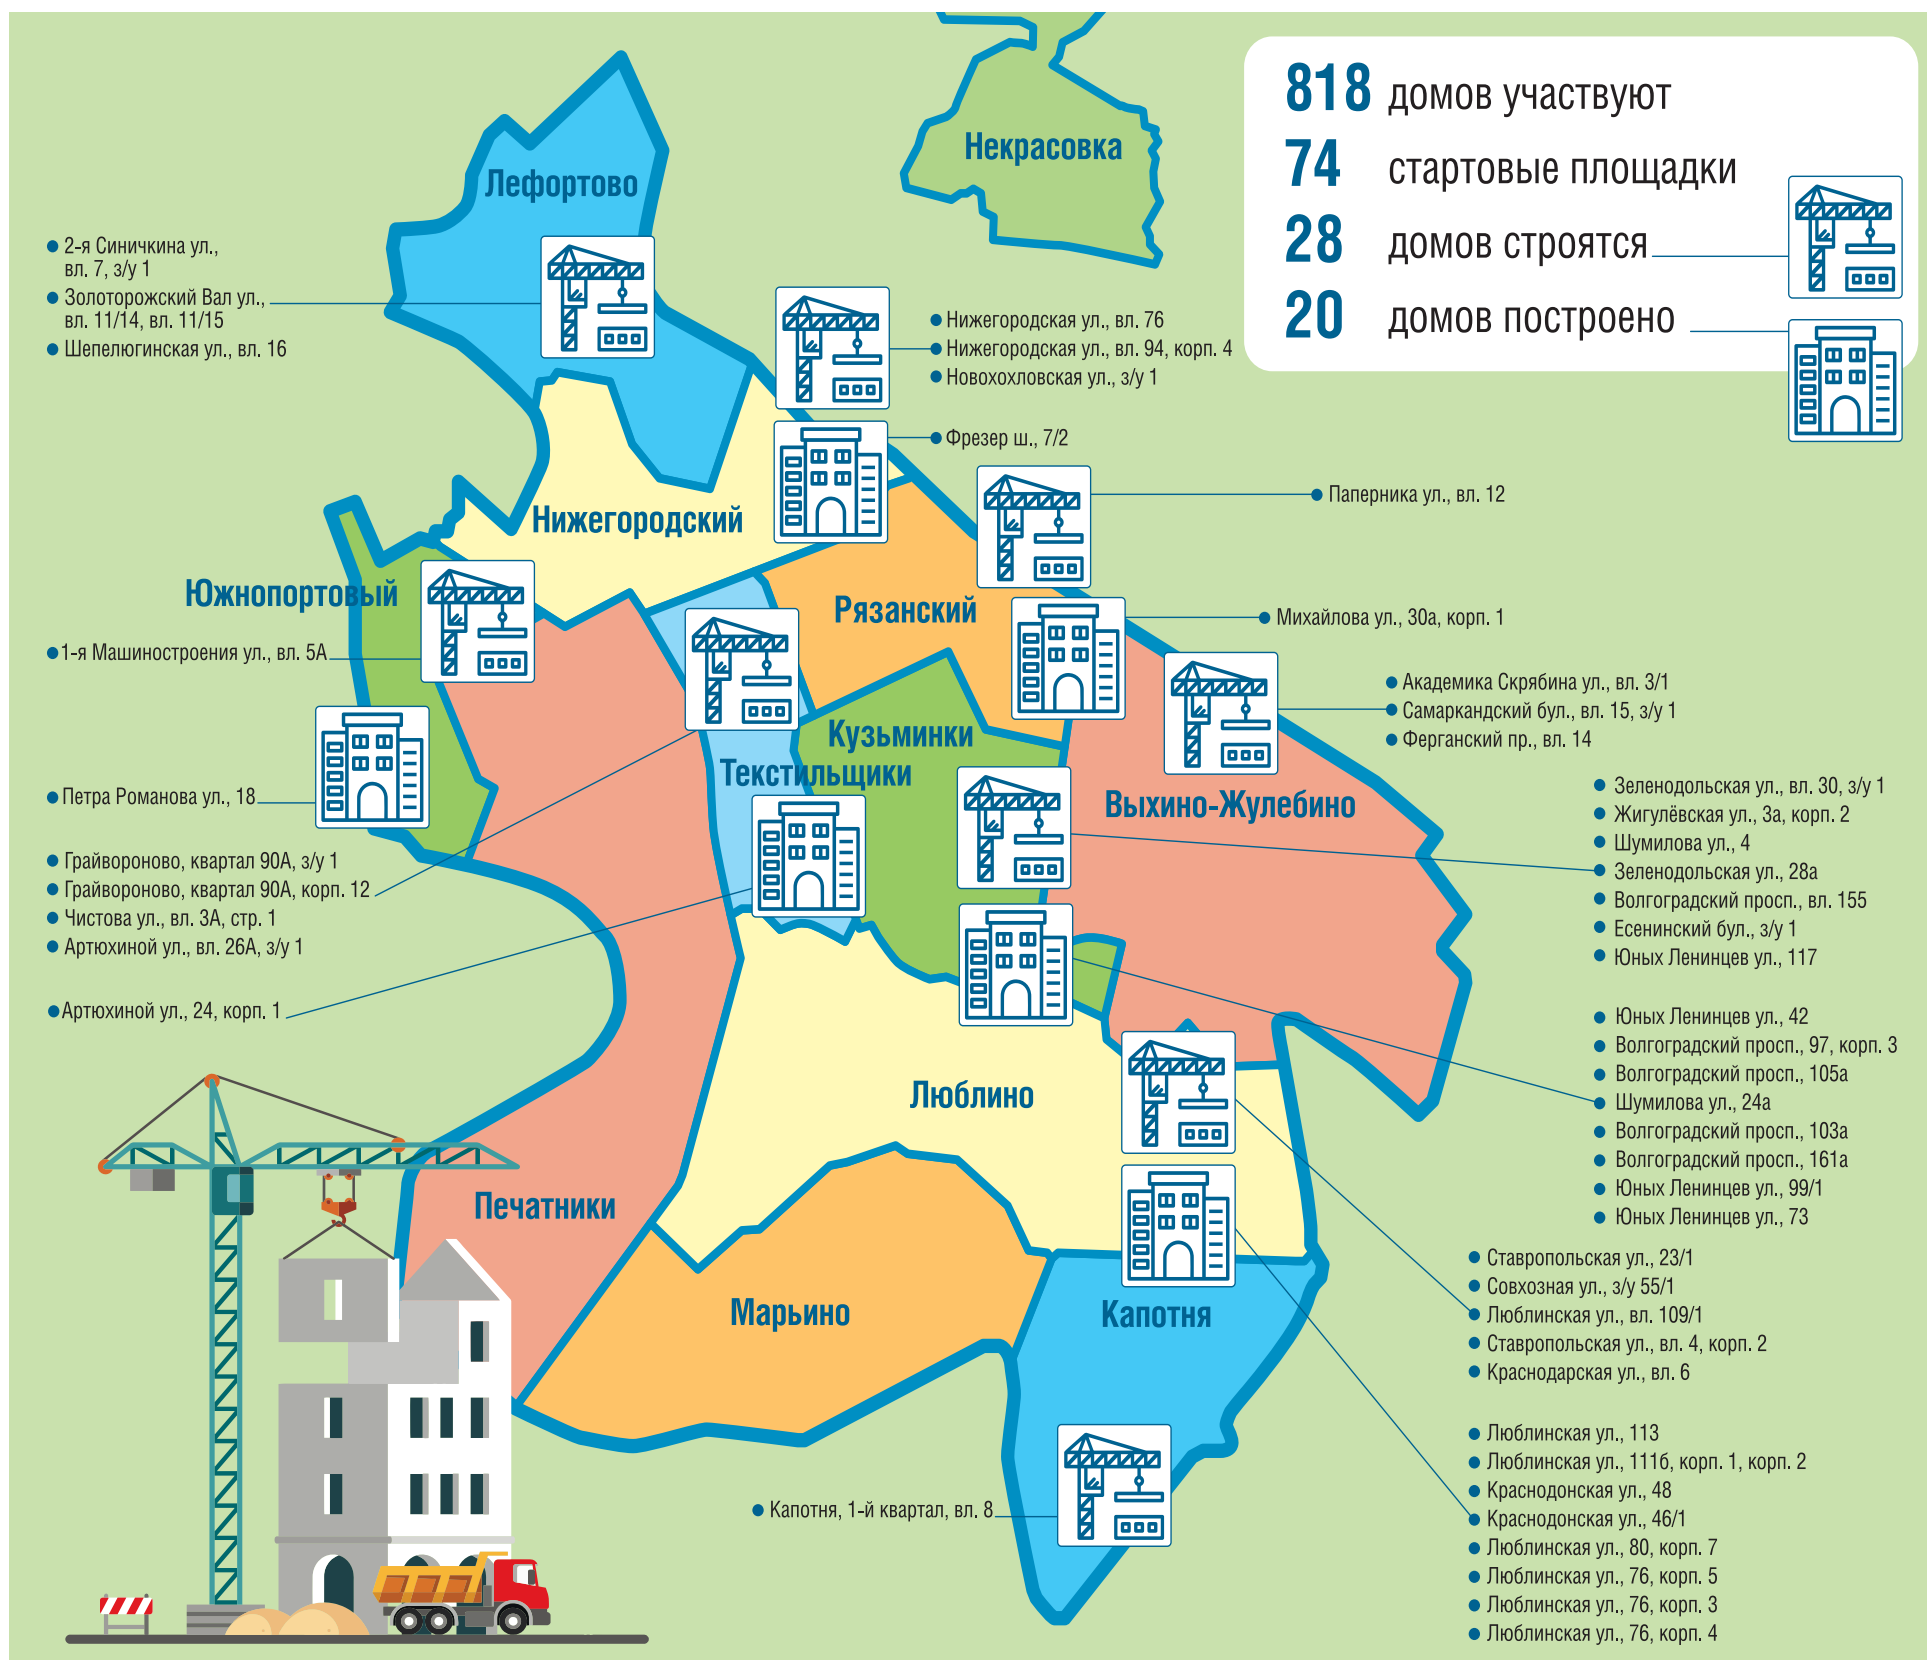 Некрасовка
818 домов участвуют
74 стартовые площадки
28 домов строятся
20 домов построено
Лефортово
2-я Синичкина ул.,
вл. 7, з/у 1
Золоторожский Вал ул.,
вл. 11/14, вл. 11/15
Шепелюгинская ул., вл. 16
Нижегородская ул., вл. 76
Нижегородская ул., вл. 94, корп. 4
Новохохловская ул., з/у 1
Фрезер ш., 7/2
Паперника ул., вл. 12
Нижегородский
Южнопортовый
Рязанский
Михайлова ул., 30а, корп. 1
1-я Машиностроения ул., вл. 5А
Академика Скрябина ул., вл. 3/1
Самаркандский бул., вл. 15, з/у 1
Ферганский пр., вл. 14
Кузьминки
Текстильщики
Выхино-Жулебино
Петра Романова ул., 18
Зеленодольская ул., вл. 30, з/у 1
Жигулёвская ул., 3а, корп. 2
Шумилова ул., 4
Зеленодольская ул., 28а
Волгоградский просп., вл. 155
Есенинский бул., з/у 1
Юных Ленинцев ул., 117
Грайвороново, квартал 90А, з/у 1
Грайвороново, квартал 90А, корп. 12
Чистова ул., вл. 3А, стр. 1
Артюхиной ул., вл. 26А, з/у 1
Артюхиной ул., 24, корп. 1
Юных Ленинцев ул., 42
Волгоградский просп., 97, корп. 3
Волгоградский просп., 105а
Шумилова ул., 24а
Волгоградский просп., 103а
Волгоградский просп., 161а
Юных Ленинцев ул., 99/1
Юных Ленинцев ул., 73
Люблино
Печатники
Марьино
Капотня
Ставропольская ул., 23/1
Совхозная ул., з/у 55/1
Люблинская ул., вл. 109/1
Ставропольская ул., вл. 4, корп. 2
Краснодарская ул., вл. 6
Люблинская ул., 113
Люблинская ул., 111б, корп. 1, корп. 2
Краснодонская ул., 48
Краснодонская ул., 46/1
Люблинская ул., 80, корп. 7
Люблинская ул., 76, корп. 5
Люблинская ул., 76, корп. 3
Люблинская ул., 76, корп. 4
Капотня, 1-й квартал, вл. 8